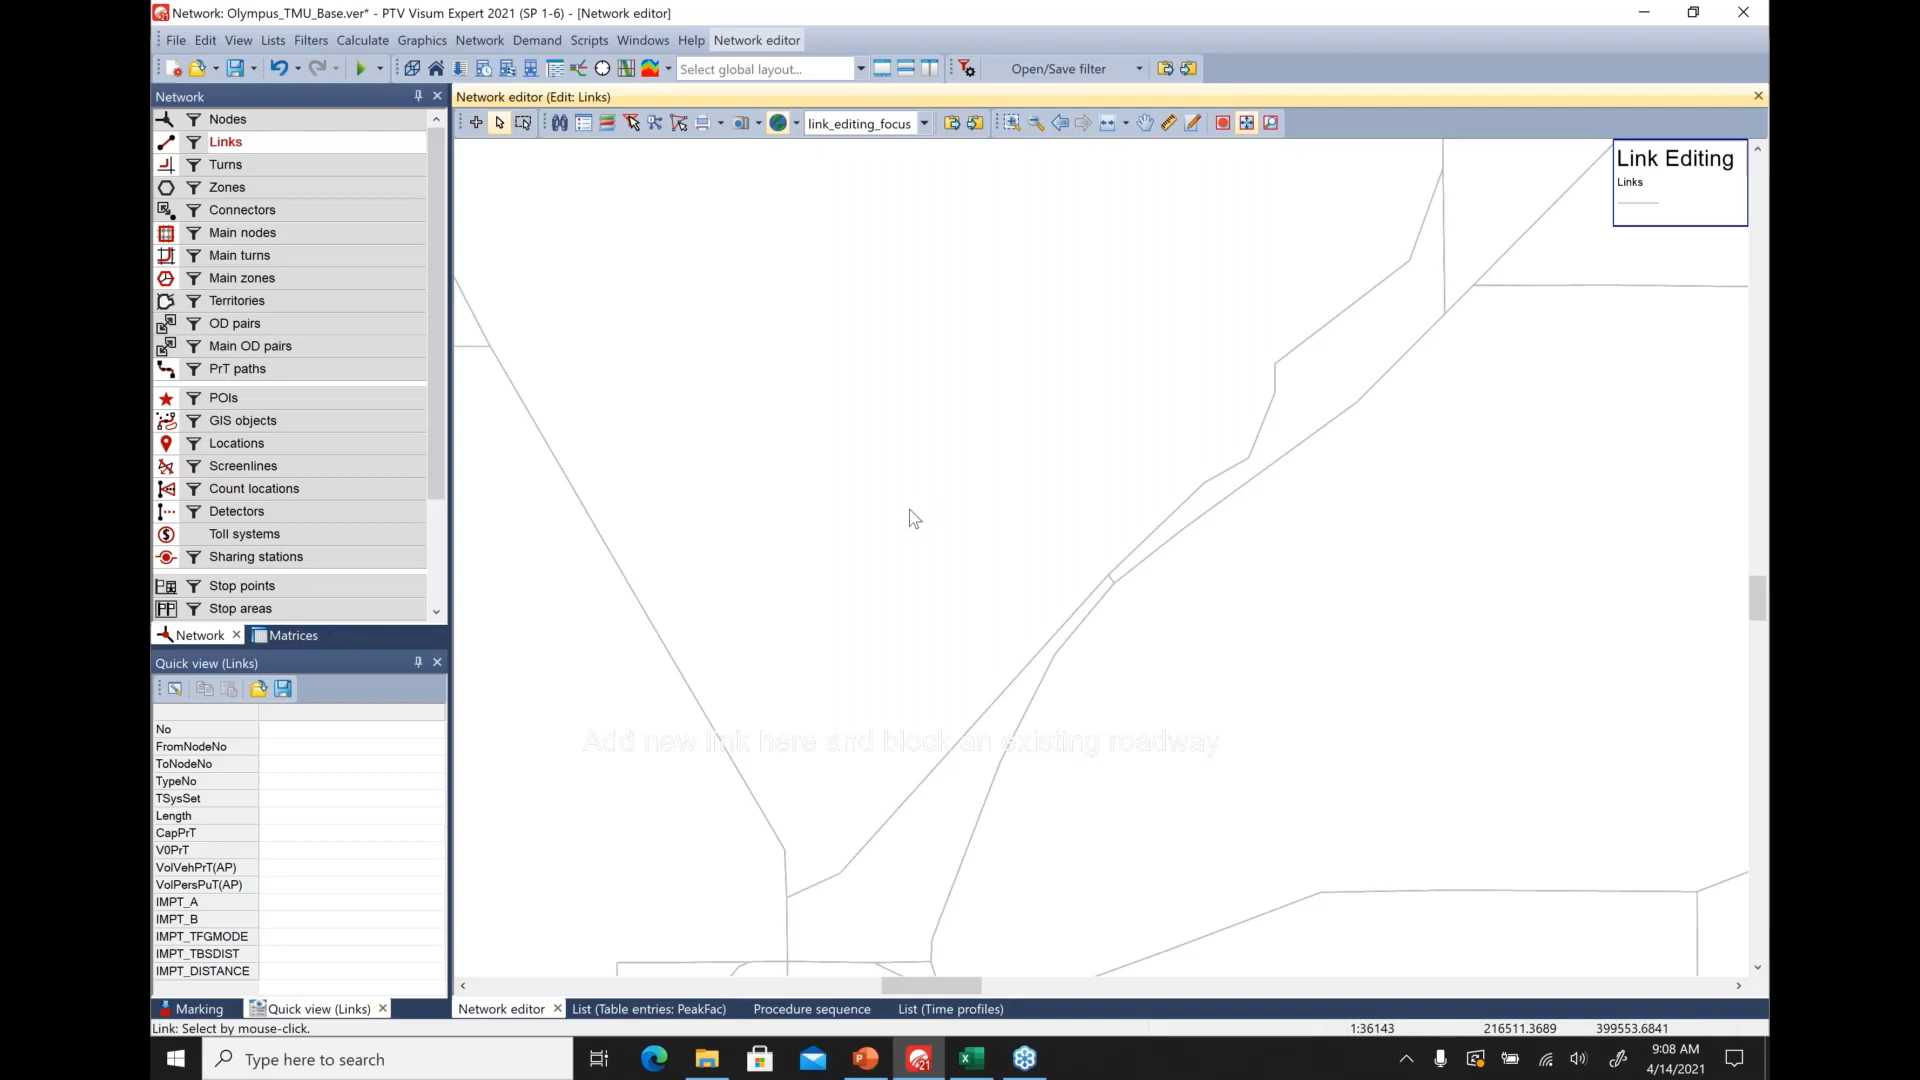 Network: Olympus_TMU_Base.ver* - PTV Visum Expert 2021 (SP 1-6) - [Network editor]
File Edit View Lists Filters Calculate Graphics Network Demand Scripts Windows Help Network editor
Select global layout...
Open/Save filter
Network
Network editor (Edit: Links)
link_editing_focus
Nodes
Links
Turns
Zones
Connectors
Main nodes
Main turns
Main zones
Territories
OD pairs
Main OD pairs
PrT paths
POIs
GIS objects
Locations
Screenlines
Count locations
Detectors
Toll systems
Sharing stations
Stop points
Stop areas
Network
Matrices
Quick view (Links)
No
FromNodeNo
ToNodeNo
TypeNo
TSysSet
Length
CapPrT
V0PrT
VolVehPrT(AP)
VolPersPuT(AP)
IMPT_A
IMPT_B
IMPT_TFGMODE
IMPT_TBSDIST
IMPT_DISTANCE
Link Editing
Links
Add new link here and block an existing roadway
Marking
Quick view (Links)
Network editor
List (Table entries: PeakFac)
Procedure sequence
List (Time profiles)
Link: Select by mouse-click.
1:36143
216511.3689
399553.6841
Type here to search
21
9:08 AM
4/14/2021